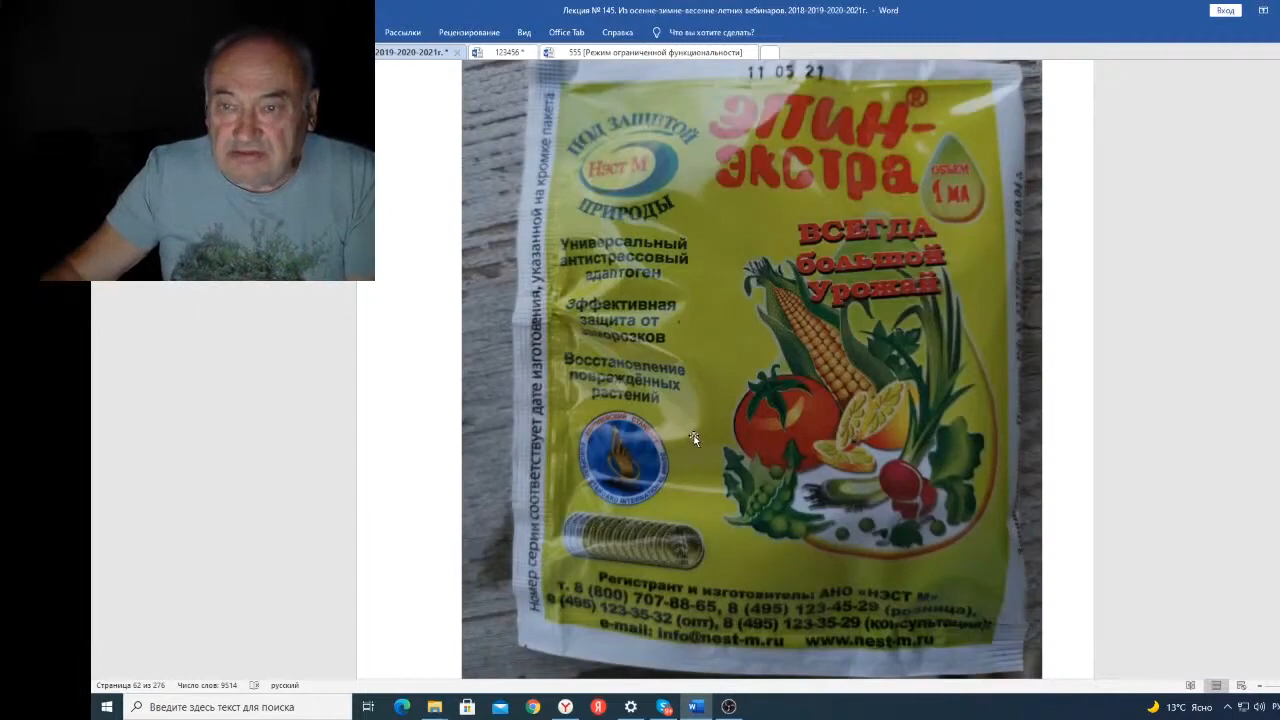 Лекция № 145. Из осенне-зимне-весенне-летних вебинаров. 2018-2019-2020-2021г. - Word
Вход
Рассылки Рецензирование Вид Office Tab Справка Что вы хотите сделать?
2019-2020-2021г. * 123456 * 555 [Режим ограниченной функциональности]
11 05 21
ПОД ЗАЩИТОЙ
Нэст М
ПРИРОДЫ
ЭПИН-
ЭКСТРА
ОБЪЕМ
1 мл
ВСЕГДА
большой
Урожай
Универсальный
антистрассовый
адаптоген
Эффективная
защита от
заморозков
Восстановление
повреждённых
растений
Номер серии соответствует дате изготовления, указанной на кромке пакета
Регистрант и изготовитель: АНО «НЭСТ М»
т. 8 (800) 707-88-65, 8 (495) 123-45-29 (розница),
8 (495) 123-35-32 (опт), 8 (495) 123-35-29 (консультация)
e-mail: info@nest-m.ru www.nest-m.ru
Страница 62 из 276 Число слов: 9514 русский
Введите здесь текст для поиска
13°C Ясно